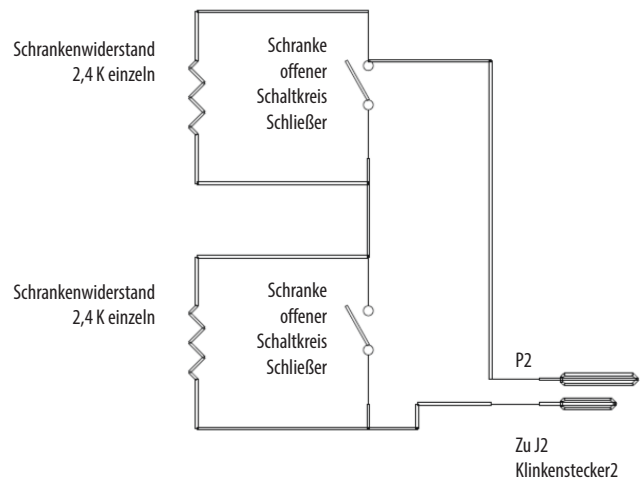 Schrankenwiderstand
2,4 K einzeln
Schranke
offener
Schaltkreis
Schließer
Schrankenwiderstand
2,4 K einzeln
Schranke
offener
Schaltkreis
Schließer
P2
Zu J2
Klinkenstecker2